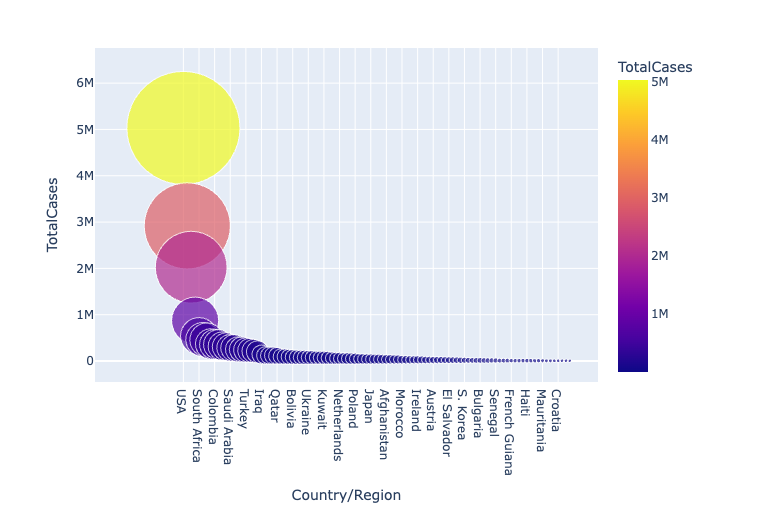 TotalCases
6M
5M
4M
3M
2M
1M
0
TotalCases
5M
4M
3M
2M
1M
USA
South Africa
Colombia
Saudi Arabia
Turkey
Iraq
Qatar
Bolivia
Ukraine
Kuwait
Netherlands
Poland
Japan
Afghanistan
Morocco
Ireland
Austria
El Salvador
S. Korea
Bulgaria
Senegal
French Guiana
Haiti
Mauritania
Croatia
Country/Region